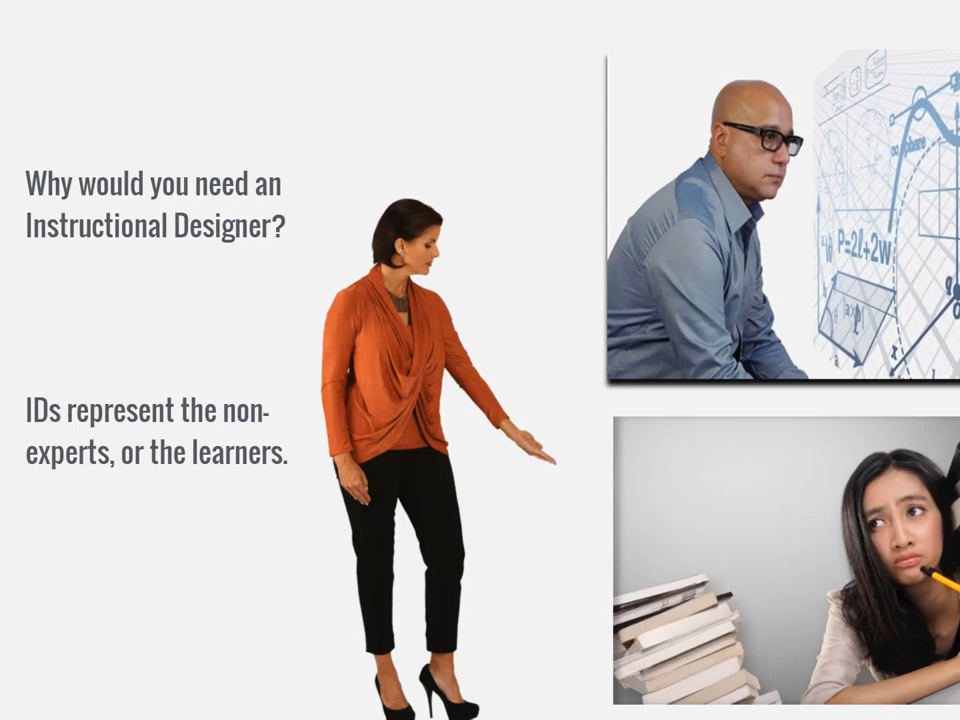 Why would you need an
Instructional Designer?
IDs represent the non-
experts, or the learners.
P=2ℓ+2w